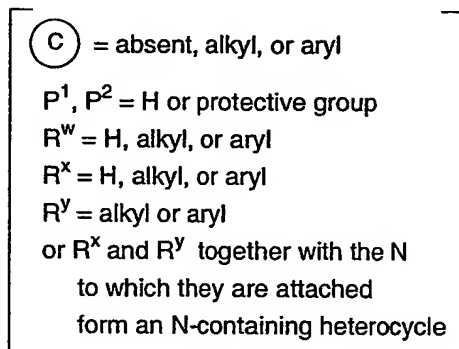 C = absent, alkyl, or aryl
P¹, P² = H or protective group
Rʷ = H, alkyl, or aryl
Rˣ = H, alkyl, or aryl
Rʸ = alkyl or aryl
or Rˣ and Rʸ together with the N
to which they are attached
form an N-containing heterocycle